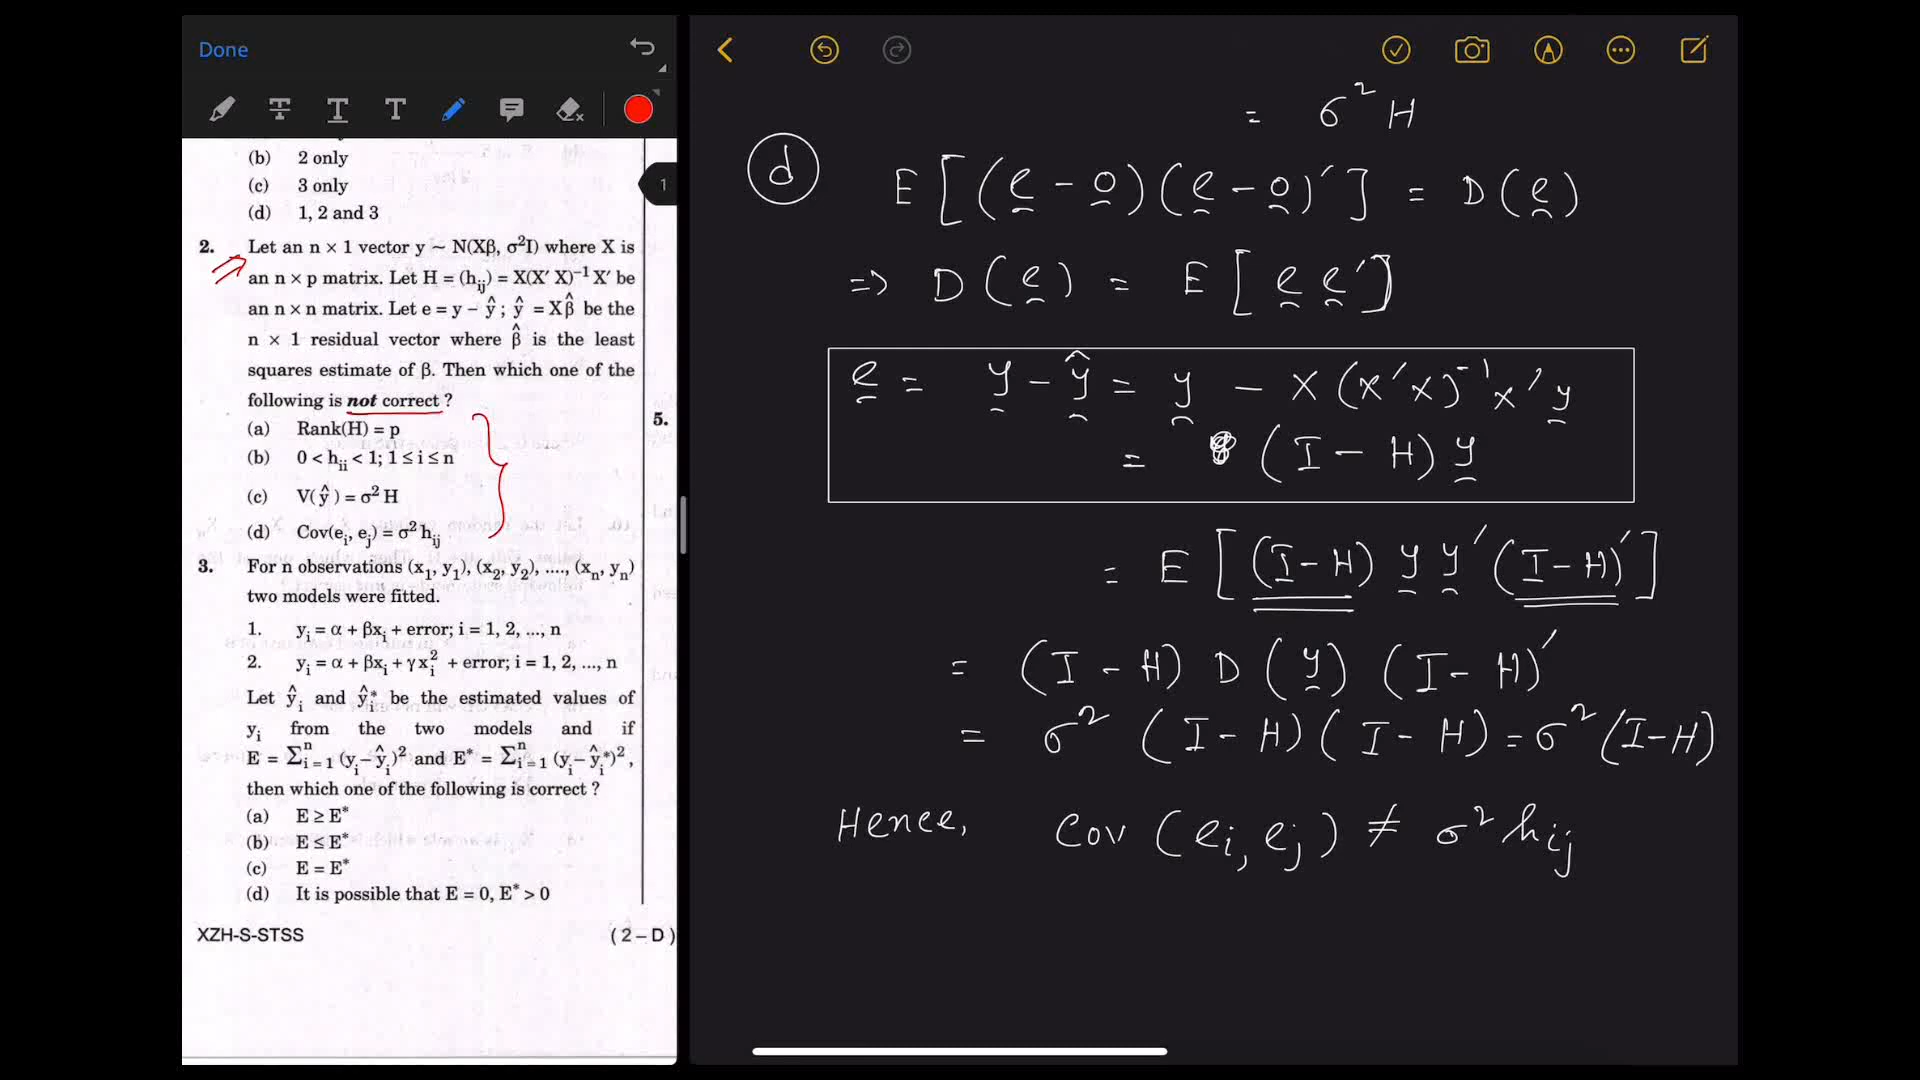 Done
(b) 2 only
(c) 3 only
(d) 1, 2 and 3
1
2. Let an n × 1 vector y ~ N(Xβ, σ²I) where X is
an n × p matrix. Let H = (hᵢⱼ) = X(X′ X)⁻¹ X′ be
an n × n matrix. Let e = y − ŷ ; ŷ = Xβ̂ be the
n × 1 residual vector where β̂ is the least
squares estimate of β. Then which one of the
following is not correct ?
(a) Rank(H) = p
(b) 0 < hᵢᵢ < 1; 1 ≤ i ≤ n
(c) V(ŷ) = σ² H
(d) Cov(eᵢ, eⱼ) = σ² hᵢⱼ
3. For n observations (x₁, y₁), (x₂, y₂), ...., (xₙ, yₙ)
two models were fitted.
1. yᵢ = α + βxᵢ + error; i = 1, 2, ..., n
2. yᵢ = α + βxᵢ + γxᵢ² + error; i = 1, 2, ..., n
Let ŷᵢ and ŷᵢ* be the estimated values of
yᵢ from the two models and if
E = Σⁿᵢ₌₁ (yᵢ−ŷᵢ)² and E* = Σⁿᵢ₌₁ (yᵢ−ŷᵢ*)²,
then which one of the following is correct ?
(a) E ≥ E*
(b) E ≤ E*
(c) E = E*
(d) It is possible that E = 0, E* > 0
XZH-S-STSS ( 2 – D )
5.
= σ² H
(d) E[(e − 0)(e − 0)′] = D(e)
⇒ D(e) = E[e e′]
e = y − ŷ = y − X(X′X)⁻¹X′y
= (I − H) y
= E[(I−H) y y′ (I−H)′]
= (I − H) D(y) (I − H)′
= σ² (I − H)(I − H) = σ² (I−H)
Hence, Cov(eᵢ, eⱼ) ≠ σ² hᵢⱼ